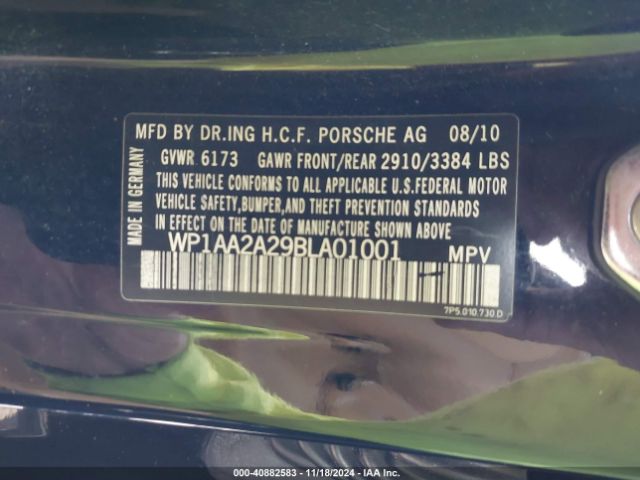 MFD BY DR.ING H.C.F. PORSCHE AG 08/10
GVWR 6173 GAWR FRONT/REAR 2910/3384 LBS
THIS VEHICLE CONFORMS TO ALL APPLICABLE U.S.FEDERAL MOTOR
VEHICLE SAFETY,BUMPER,AND THEFT PREVENTION STANDARDS
IN EFFECT ON THE DATE OF MANUFACTURE SHOWN ABOVE
WP1AA2A29BLA01001 MPV
7P5.010.730.D
MADE IN GERMANY
000-40882583 - 11/18/2024 - IAAI.com